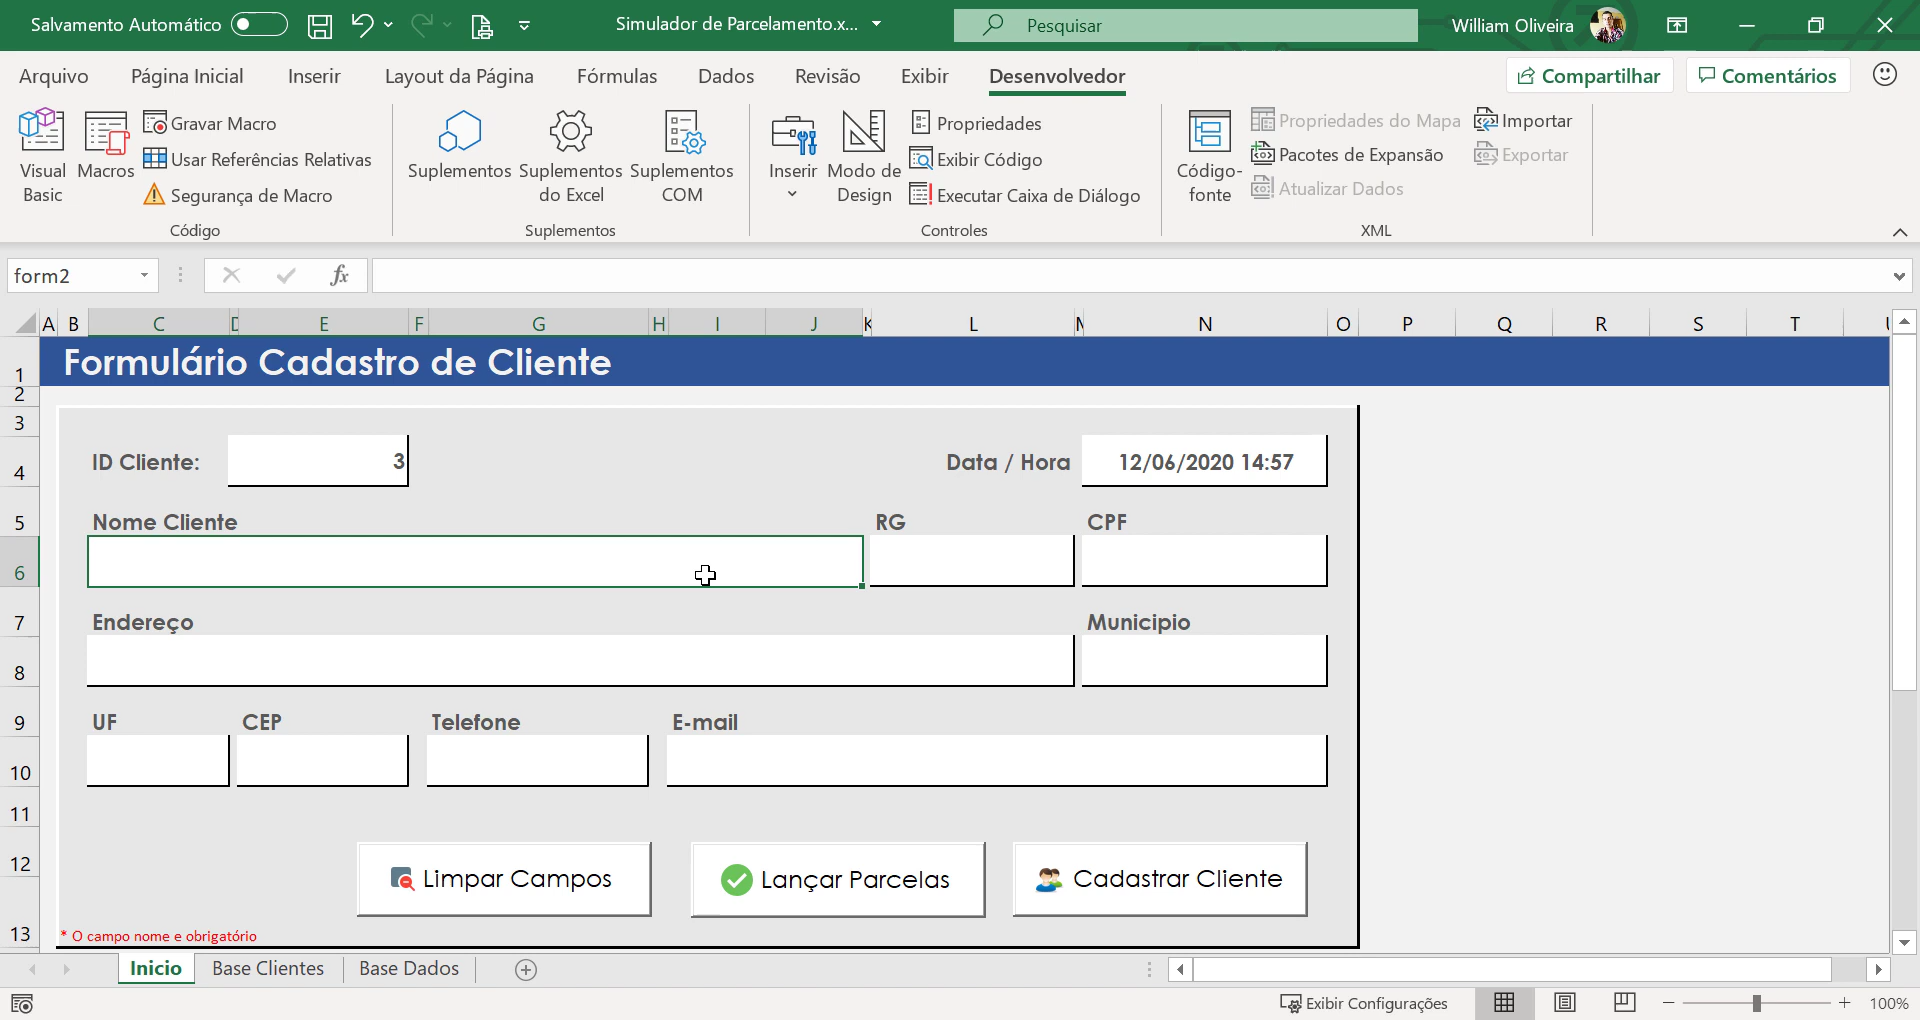 Salvamento Automático
Simulador de Parcelamento.x...
Pesquisar
William Oliveira
Arquivo
Página Inicial
Inserir
Layout da Página
Fórmulas
Dados
Revisão
Exibir
Desenvolvedor
Compartilhar
Comentários
Visual Basic
Macros
Gravar Macro
Usar Referências Relativas
Segurança de Macro
Código
Suplementos
Suplementos do Excel
Suplementos COM
Suplementos
Inserir
Modo de Design
Propriedades
Exibir Código
Executar Caixa de Diálogo
Controles
Código-fonte
Propriedades do Mapa
Pacotes de Expansão
Atualizar Dados
Importar
Exportar
XML
form2
fx
A B C D E F G H I J K L M N O P Q R S T U
1
Formulário Cadastro de Cliente
2
3
4
ID Cliente: 3
Data / Hora 12/06/2020 14:57
5
Nome Cliente
RG
CPF
6
7
Endereço
Municipio
8
9
UF
CEP
Telefone
E-mail
10
11
12
Limpar Campos
Lançar Parcelas
Cadastrar Cliente
13
* O campo nome e obrigatório
Inicio
Base Clientes
Base Dados
Exibir Configurações
100%